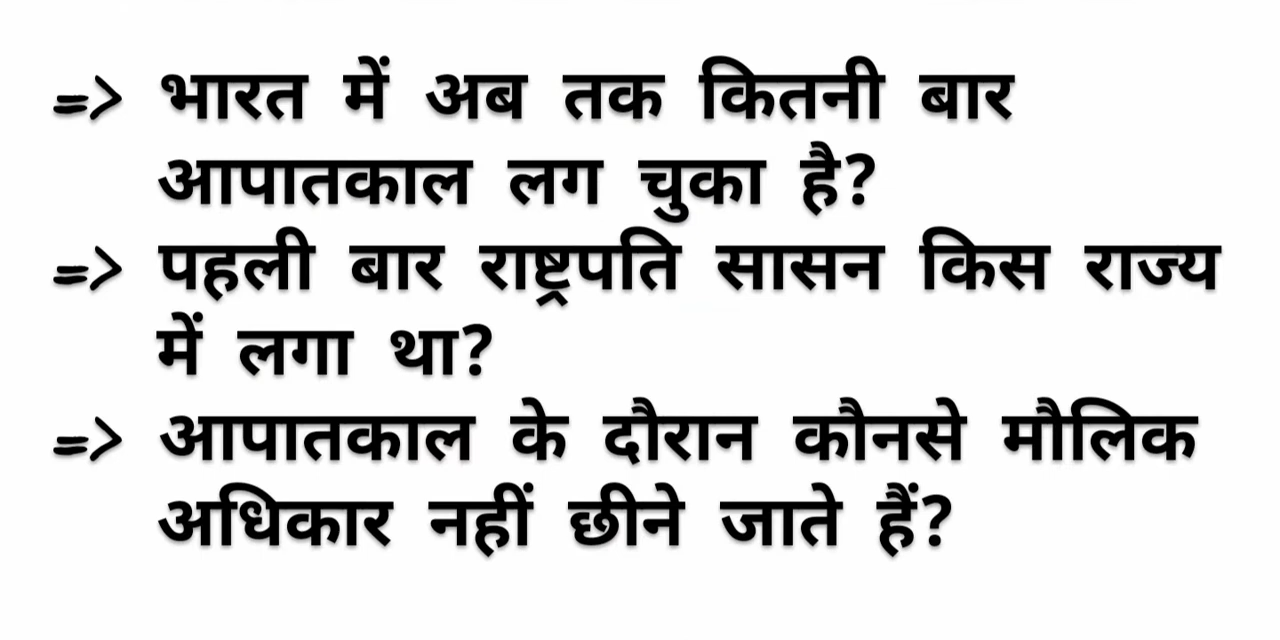 => भारत में अब तक कितनी बार
आपातकाल लग चुका है?
=> पहली बार राष्ट्रपति सासन किस राज्य
में लगा था?
=> आपातकाल के दौरान कौनसे मौलिक
अधिकार नहीं छीने जाते हैं?